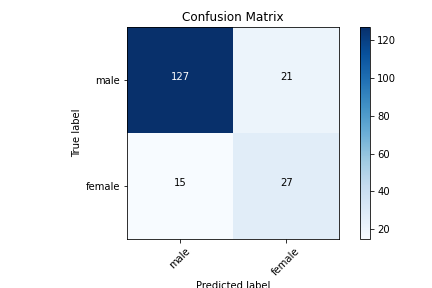 Confusion Matrix
male
127
21
True label
female
15
27
male
female
Predicted label
120
100
80
60
40
20